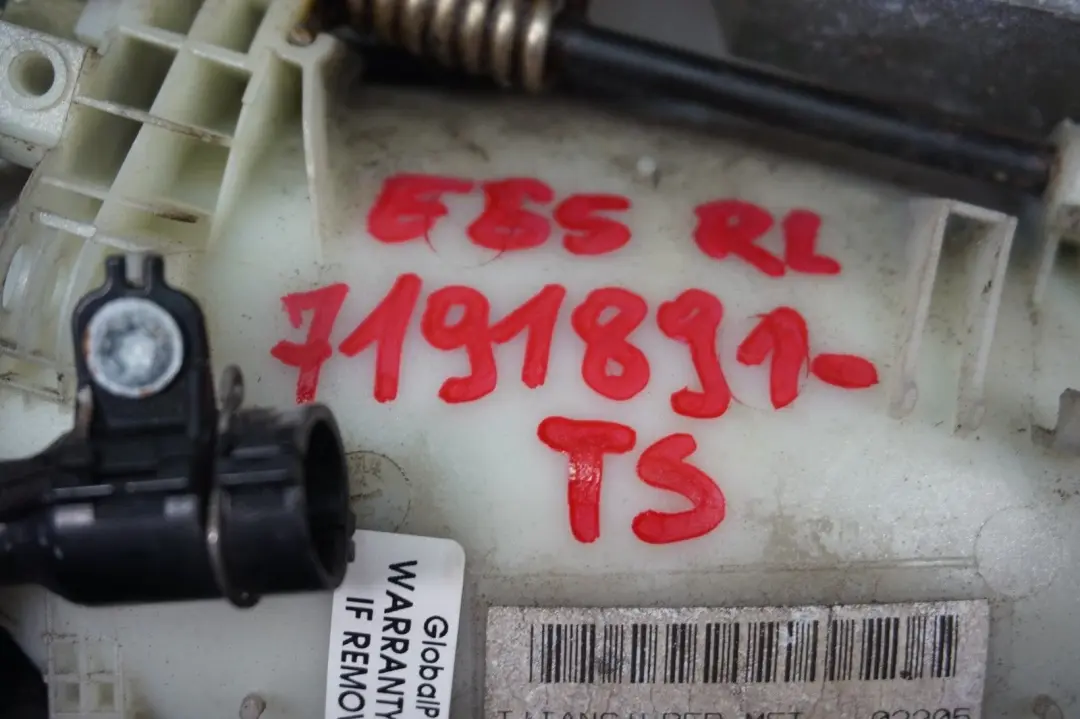 E65 RL
7191891-
TS
GlobalP
WARRANTY
IF REMOV